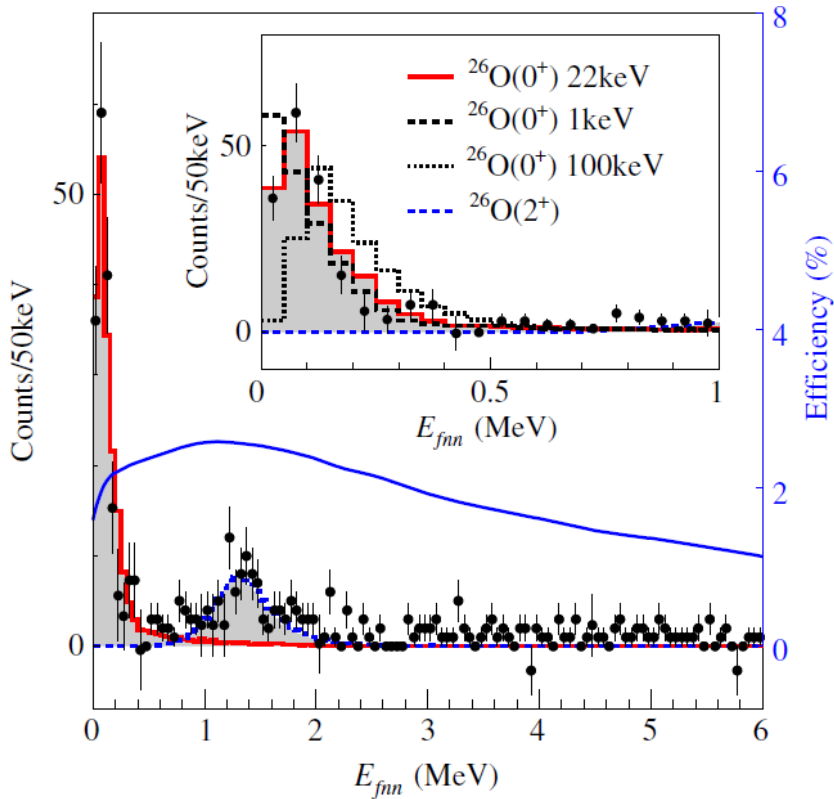 8
²⁶O(0⁺) 22keV
²⁶O(0⁺) 1keV
²⁶O(0⁺) 100keV
²⁶O(2⁺)
50
0
Counts/50keV
0
0.5
1
E_fnn (MeV)
6
4
2
0
Efficiency (%)
50
0
Counts/50keV
0
1
2
3
4
5
6
E_fnn (MeV)